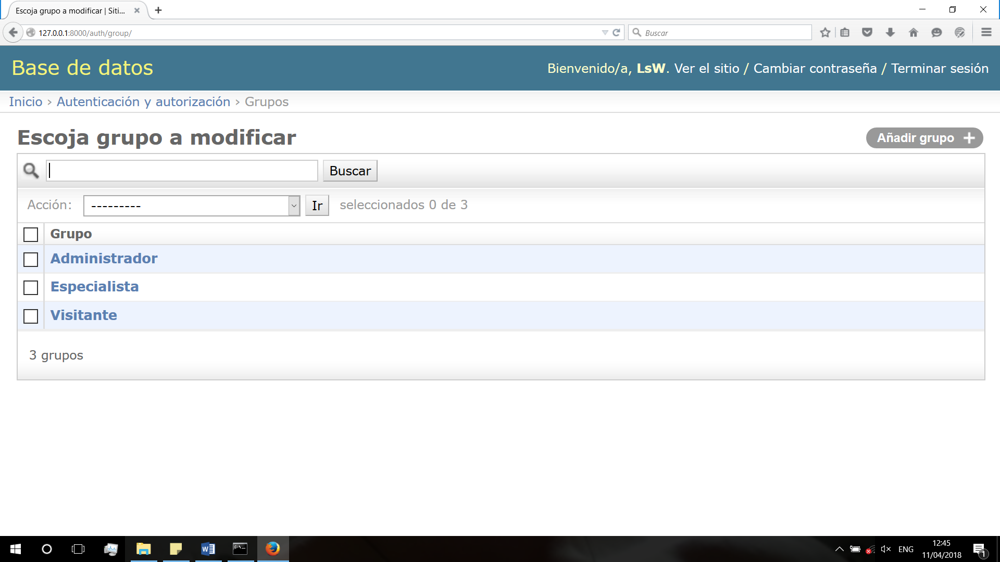 Escoja grupo a modificar | Siti...
127.0.0.1:8000/auth/group/
Buscar
Base de datos
Bienvenido/a, LsW. Ver el sitio / Cambiar contraseña / Terminar sesión
Inicio › Autenticación y autorización › Grupos
Escoja grupo a modificar
Añadir grupo
Buscar
Acción: --------- Ir seleccionados 0 de 3
Grupo
Administrador
Especialista
Visitante
3 grupos
ENG
12:45
11/04/2018
1